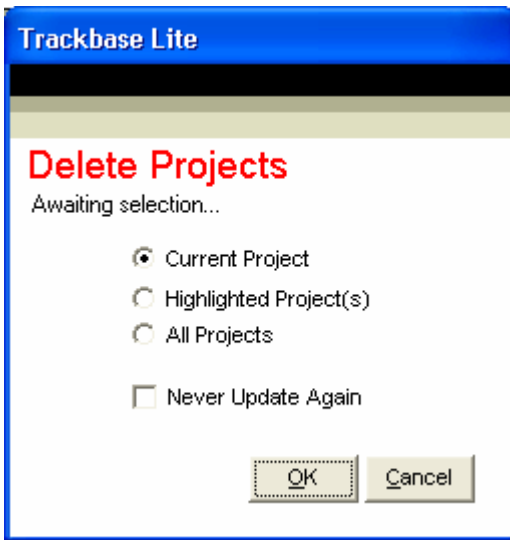 Trackbase Lite
Delete Projects
Awaiting selection...
Current Project
Highlighted Project(s)
All Projects
Never Update Again
OK Cancel